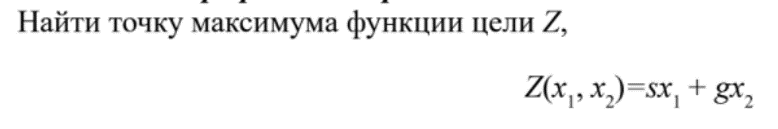 Найти точку максимума функции цели Z,
Z(x₁, x₂)=sx₁ + gx₂